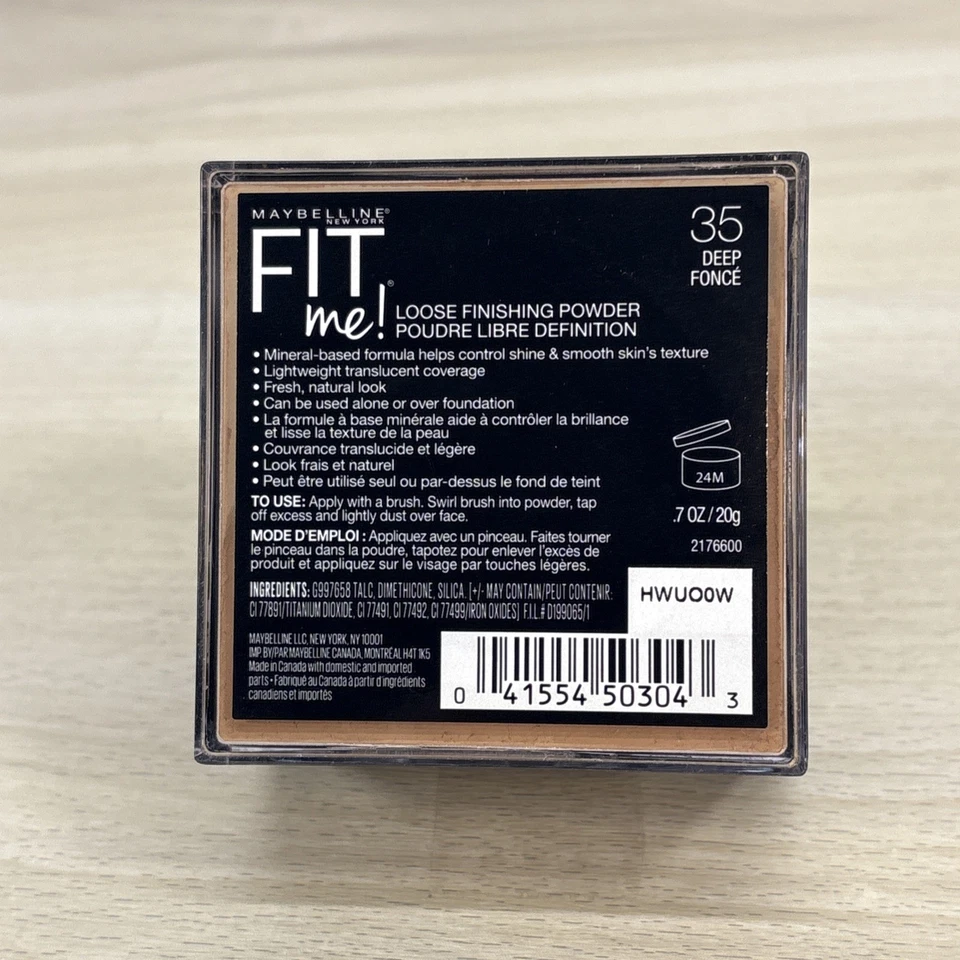 MAYBELLINE®
NEW YORK
FIT
me!®
LOOSE FINISHING POWDER
POUDRE LIBRE DEFINITION
35
DEEP
FONCÉ
• Mineral-based formula helps control shine & smooth skin's texture
• Lightweight translucent coverage
• Fresh, natural look
• Can be used alone or over foundation
• La formule à base minérale aide à contrôler la brillance
et lisse la texture de la peau
• Couvrance translucide et légère
• Look frais et naturel
• Peut être utilisé seul ou par-dessus le fond de teint
TO USE: Apply with a brush. Swirl brush into powder, tap
off excess and lightly dust over face.
MODE D'EMPLOI : Appliquez avec un pinceau. Faites tourner
le pinceau dans la poudre, tapotez pour enlever l'excès de
produit et appliquez sur le visage par touches légères.
24M
.7 OZ / 20g
2176600
INGREDIENTS: G997658 TALC, DIMETHICONE, SILICA. [+/- MAY CONTAIN/PEUT CONTENIR:
CI 77891/TITANIUM DIOXIDE, CI 77491, CI 77492, CI 77499/IRON OXIDES] F.I.L.# D199065/1
HWUO0W
MAYBELLINE LLC, NEW YORK, NY 10001
IMP. BY/PAR MAYBELLINE CANADA, MONTRÉAL H4T 1K5
Made in Canada with domestic and imported
parts • Fabriqué au Canada à partir d'ingrédients
canadiens et importés
0 41554 50304 3